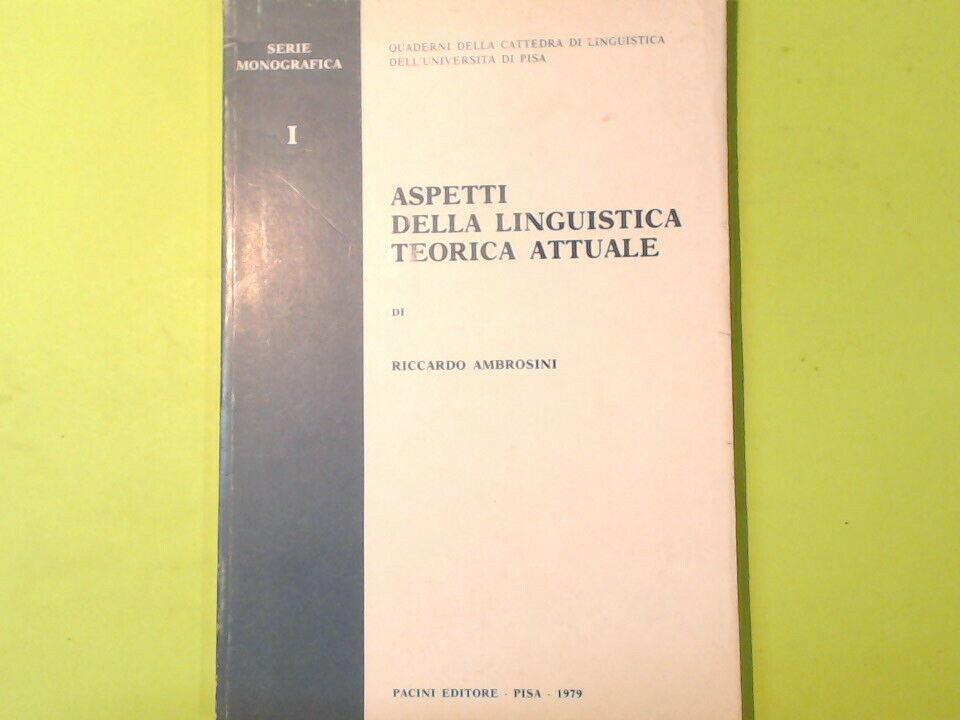 SERIE
MONOGRAFICA
I
QUADERNI DELLA CATTEDRA DI LINGUISTICA
DELL'UNIVERSITÀ DI PISA
ASPETTI
DELLA LINGUISTICA
TEORICA ATTUALE
DI
RICCARDO AMBROSINI
PACINI EDITORE - PISA - 1979